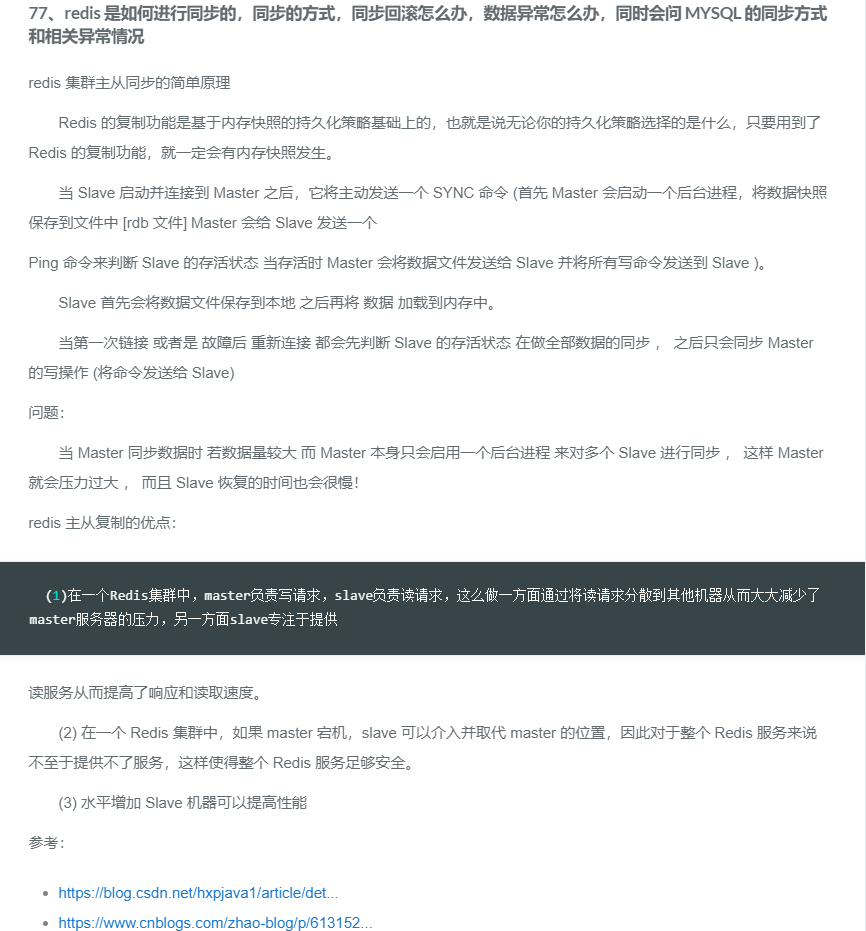 77、redis 是如何进行同步的，同步的方式，同步回滚怎么办，数据异常怎么办，同时会问 MYSQL 的同步方式
和相关异常情况
redis 集群主从同步的简单原理
Redis 的复制功能是基于内存快照的持久化策略基础上的，也就是说无论你的持久化策略选择的是什么，只要用到了
Redis 的复制功能，就一定会有内存快照发生。
当 Slave 启动并连接到 Master 之后，它将主动发送一个 SYNC 命令 (首先 Master 会启动一个后台进程，将数据快照
保存到文件中 [rdb 文件] Master 会给 Slave 发送一个
Ping 命令来判断 Slave 的存活状态 当存活时 Master 会将数据文件发送给 Slave 并将所有写命令发送到 Slave )。
Slave 首先会将数据文件保存到本地 之后再将 数据 加载到内存中。
当第一次链接 或者是 故障后 重新连接 都会先判断 Slave 的存活状态 在做全部数据的同步 ， 之后只会同步 Master
的写操作 (将命令发送给 Slave)
问题：
当 Master 同步数据时 若数据量较大 而 Master 本身只会启用一个后台进程 来对多个 Slave 进行同步 ， 这样 Master
就会压力过大 ， 而且 Slave 恢复的时间也会很慢！
redis 主从复制的优点：
(1)在一个Redis集群中，master负责写请求，slave负责读请求，这么做一方面通过将读请求分散到其他机器从而大大减少了
master服务器的压力，另一方面slave专注于提供
读服务从而提高了响应和读取速度。
(2) 在一个 Redis 集群中，如果 master 宕机，slave 可以介入并取代 master 的位置，因此对于整个 Redis 服务来说
不至于提供不了服务，这样使得整个 Redis 服务足够安全。
(3) 水平增加 Slave 机器可以提高性能
参考：
https://blog.csdn.net/hxpjava1/article/det...
https://www.cnblogs.com/zhao-blog/p/613152...